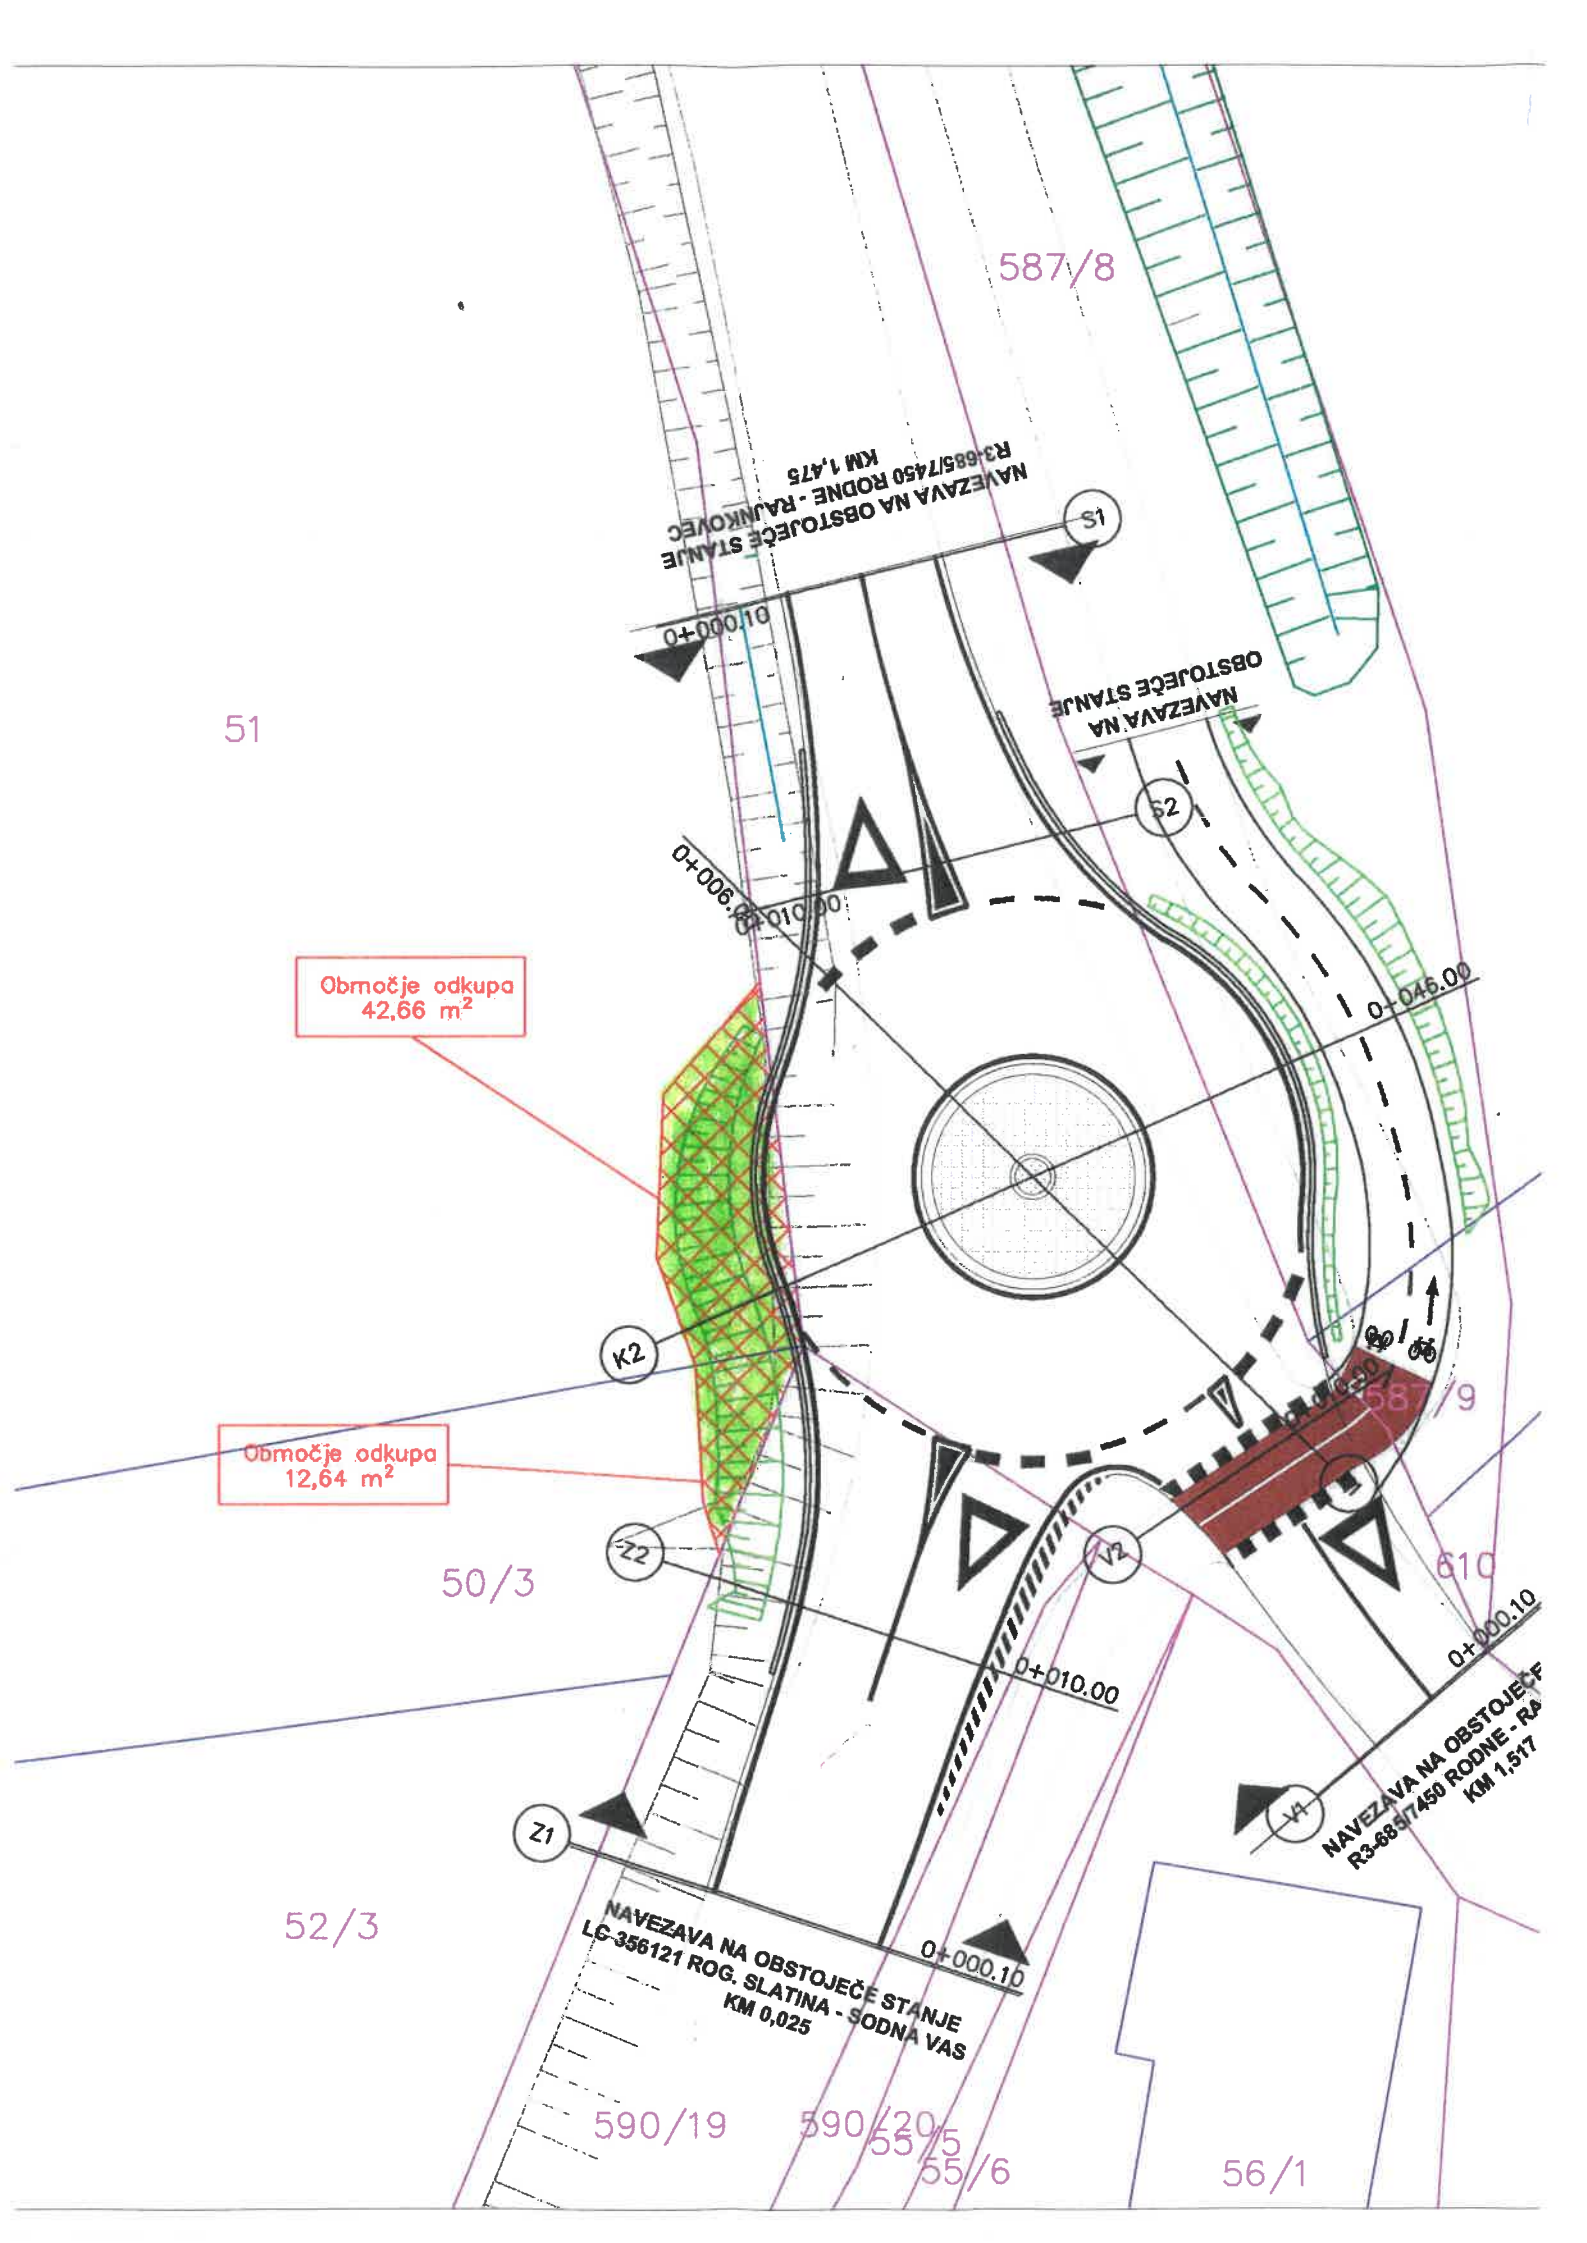 587/8
NAVEZAVA NA OBSTOJEČE STANJE
R3-685/7450 RODNE - RAJNKOVEC
KM 1,475
S1
0+000.10
NAVEZAVA NA
OBSTOJEČE STANJE
51
S2
0+006.
0+010.00
0+046.00
Območje odkupa
42,66 m²
K2
0+010.00
587/9
Območje odkupa
12,64 m²
Z2
V2
50/3
610
0+010.00
0+000.10
NAVEZAVA NA OBSTOJEČE
R3-685/7450 RODNE - RA
KM 1,517
V1
Z1
52/3
NAVEZAVA NA OBSTOJEČE STANJE
LC-356121 ROG. SLATINA - SODNA VAS
KM 0,025
0+000.10
590/19
590/20
55/5
55/6
56/1